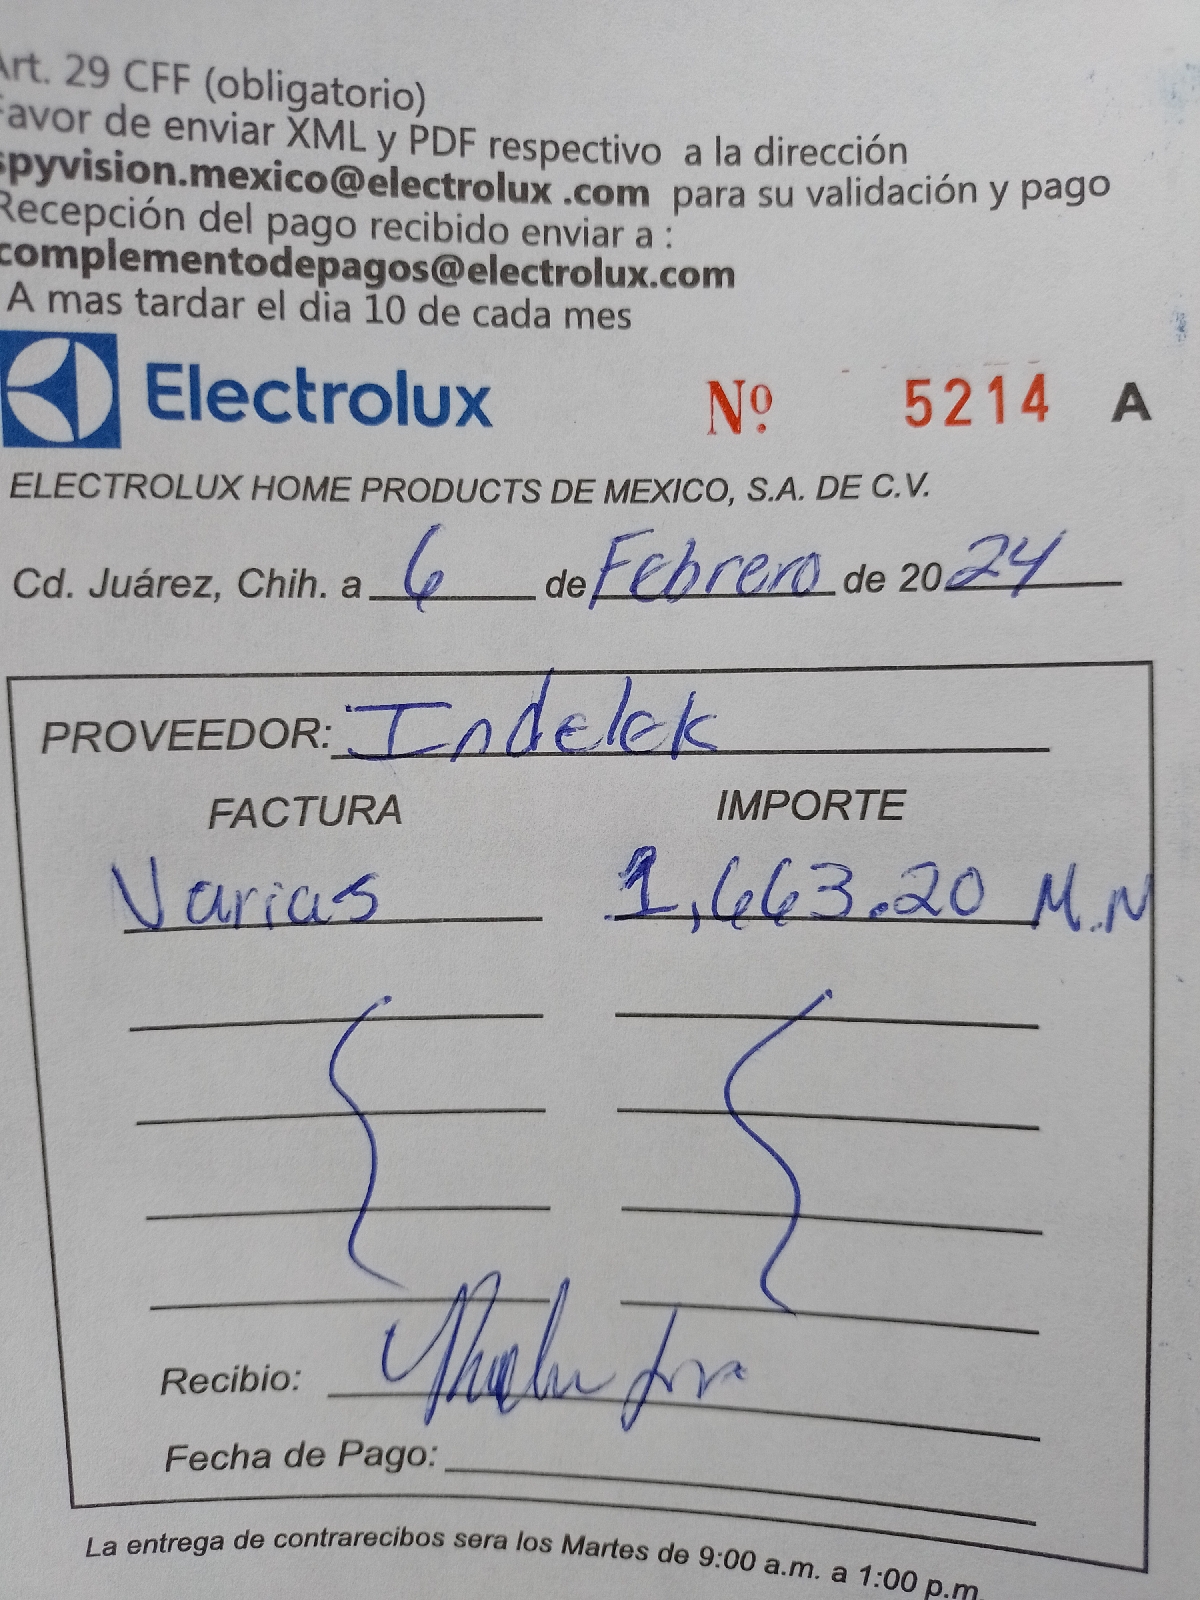 Art. 29 CFF (obligatorio)
Favor de enviar XML y PDF respectivo a la dirección
spyvision.mexico@electrolux .com para su validación y pago
Recepción del pago recibido enviar a :
complementodepagos@electrolux.com
A mas tardar el dia 10 de cada mes
Electrolux Nº 5214 A
ELECTROLUX HOME PRODUCTS DE MEXICO, S.A. DE C.V.
Cd. Juárez, Chih. a 6 de Febrero de 2024
PROVEEDOR: Indelek
FACTURA IMPORTE
Varias 1,663.20 M.N
Recibio:
Fecha de Pago:
La entrega de contrarecibos sera los Martes de 9:00 a.m. a 1:00 p.m.